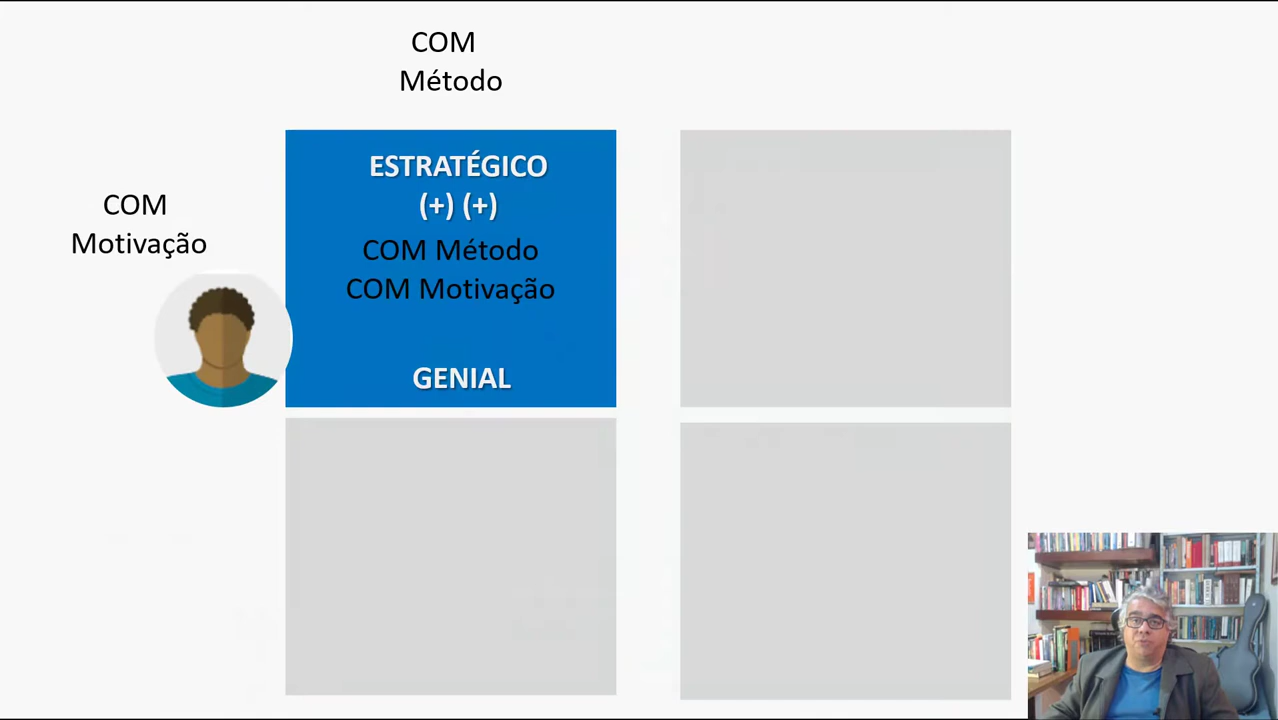 COM
Método
COM
Motivação
ESTRATÉGICO
(+) (+)
COM Método
COM Motivação
GENIAL